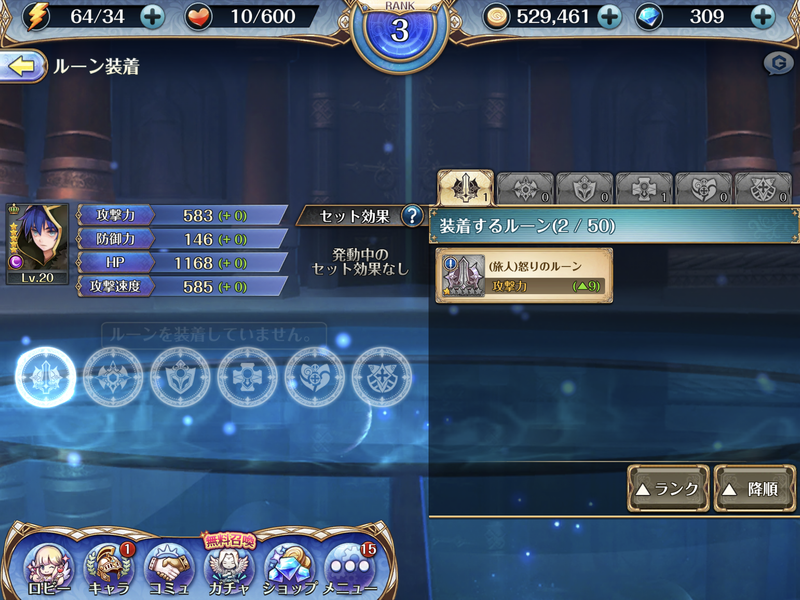 64/34
10/600
RANK
3
529,461
309
ルーン装着
G
攻撃力 583 (+ 0)
防御力 146 (+ 0)
HP 1168 (+ 0)
攻撃速度 585 (+ 0)
Lv.20
セット効果 ?
発動中の
セット効果なし
1 0 0 1 0 0
装着するルーン(2 / 50)
(旅人)怒りのルーン
攻撃力 (▲9)
ルーンを装着していません。
▲ ランク
▲ 降順
無料召喚
1
15
ロビー
キャラ
コミュ
ガチャ
ショップ
メニュー